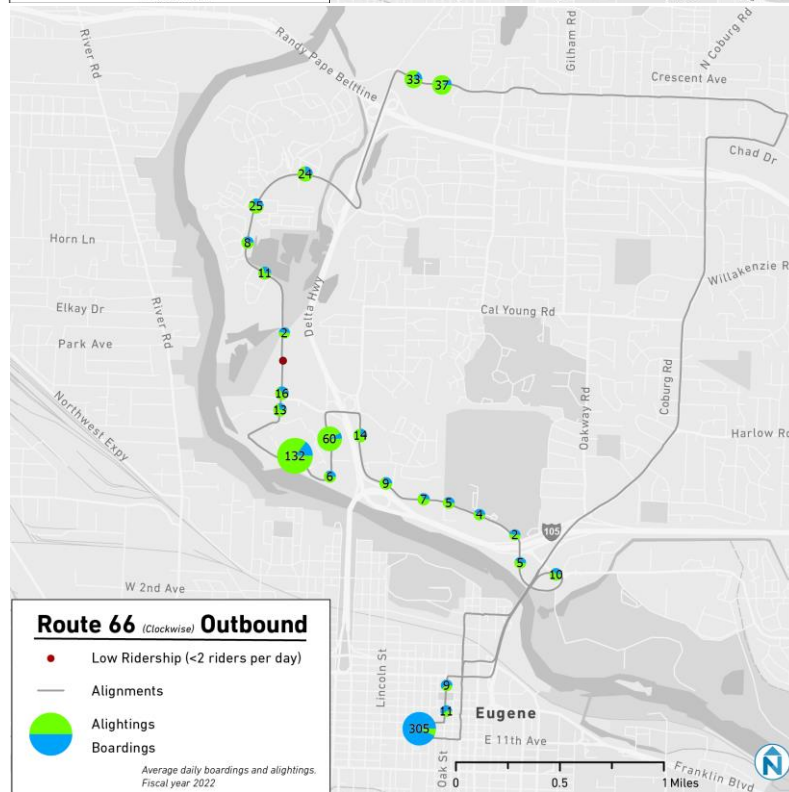 River Rd
Gilham Rd
N Coburg Rd
Randy Pape Beltline
Crescent Ave
33
37
Chad Dr
24
25
Horn Ln
8
11
Willakenzie R
Delta Hwy
Elkay Dr
River Rd
Cal Young Rd
2
Park Ave
Coburg Rd
Oakway Rd
Northwest Expy
16
13
60
14
Harlow Rd
132
6
9
7
5
4
2
105
5
10
W 2nd Ave
Route 66 (Clockwise) Outbound
Low Ridership (<2 riders per day)
Alignments
Alightings
Boardings
Average daily boardings and alightings.
Fiscal year 2022
Lincoln St
9
11
Eugene
305
E 11th Ave
Oak St
Franklin Blvd
0 0.5 1 Miles
N